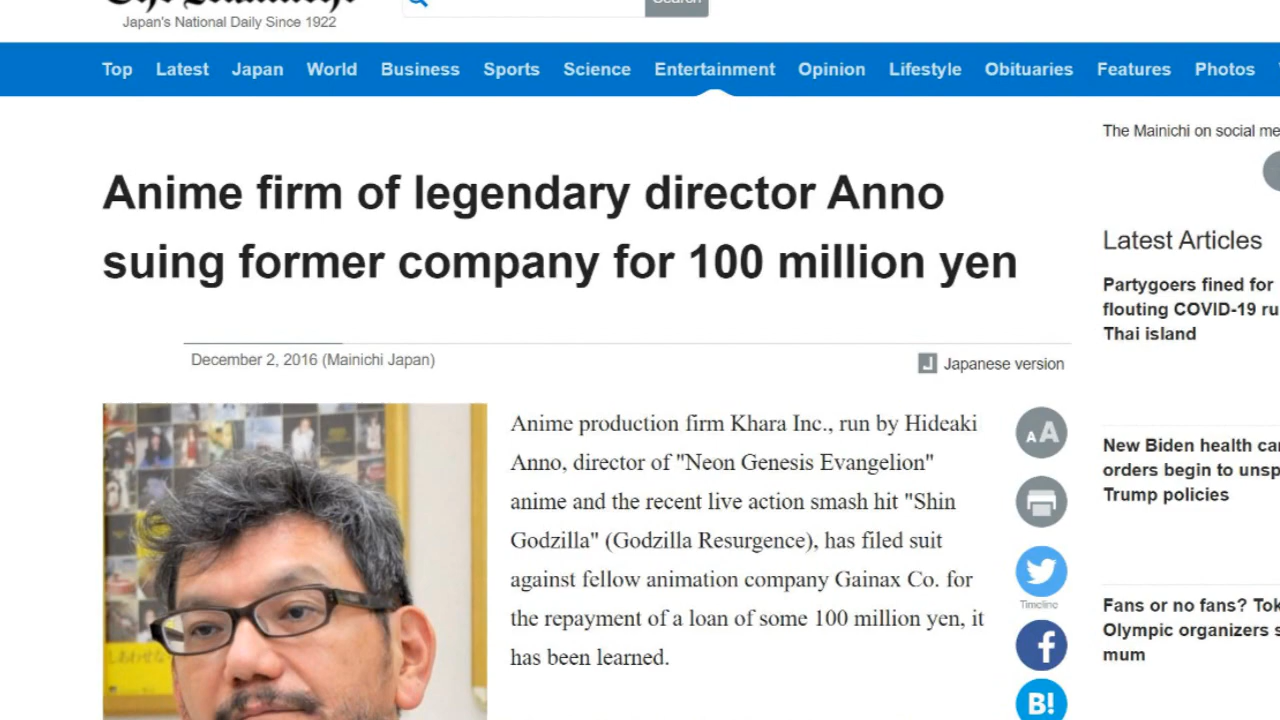 Japan's National Daily Since 1922
Search
Top Latest Japan World Business Sports Science Entertainment Opinion Lifestyle Obituaries Features Photos
The Mainichi on social me
Anime firm of legendary director Anno
suing former company for 100 million yen
December 2, 2016 (Mainichi Japan)
J Japanese version
Anime production firm Khara Inc., run by Hideaki
Anno, director of "Neon Genesis Evangelion"
anime and the recent live action smash hit "Shin
Godzilla" (Godzilla Resurgence), has filed suit
against fellow animation company Gainax Co. for
the repayment of a loan of some 100 million yen, it
has been learned.
AA
Timeline
f
B!
Latest Articles
Partygoers fined for
flouting COVID-19 ru
Thai island
New Biden health car
orders begin to unsp
Trump policies
Fans or no fans? Tok
Olympic organizers s
mum